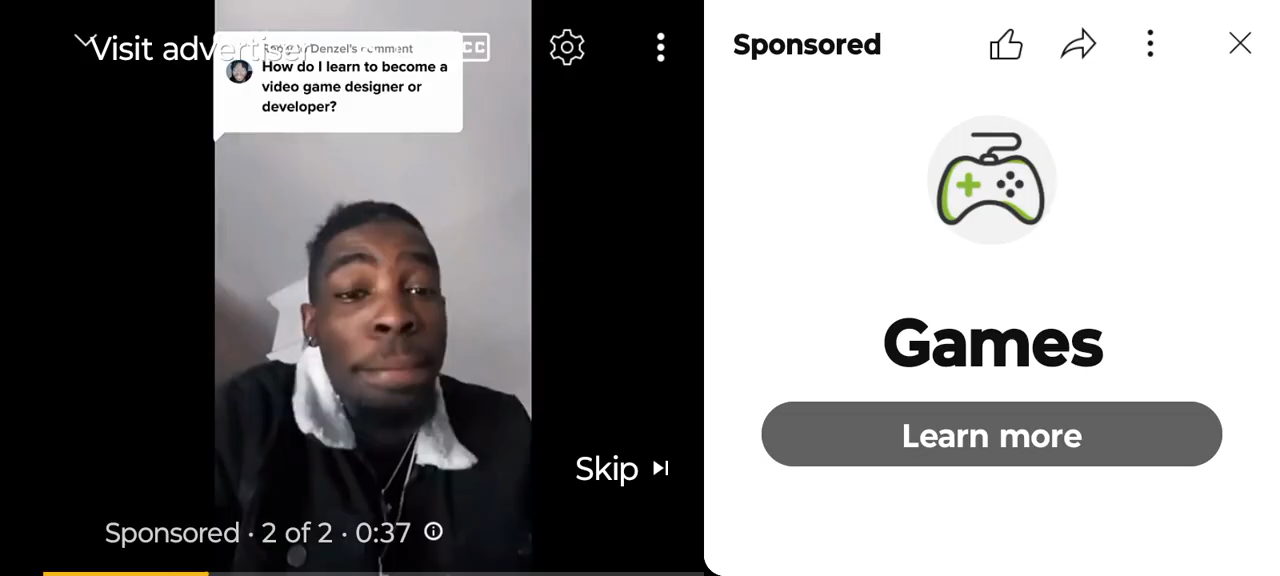 Visit advertiser
Reply to Denzel's comment
How do I learn to become a
video game designer or
developer?
CC
Skip
Sponsored · 2 of 2 · 0:37
Sponsored
Games
Learn more